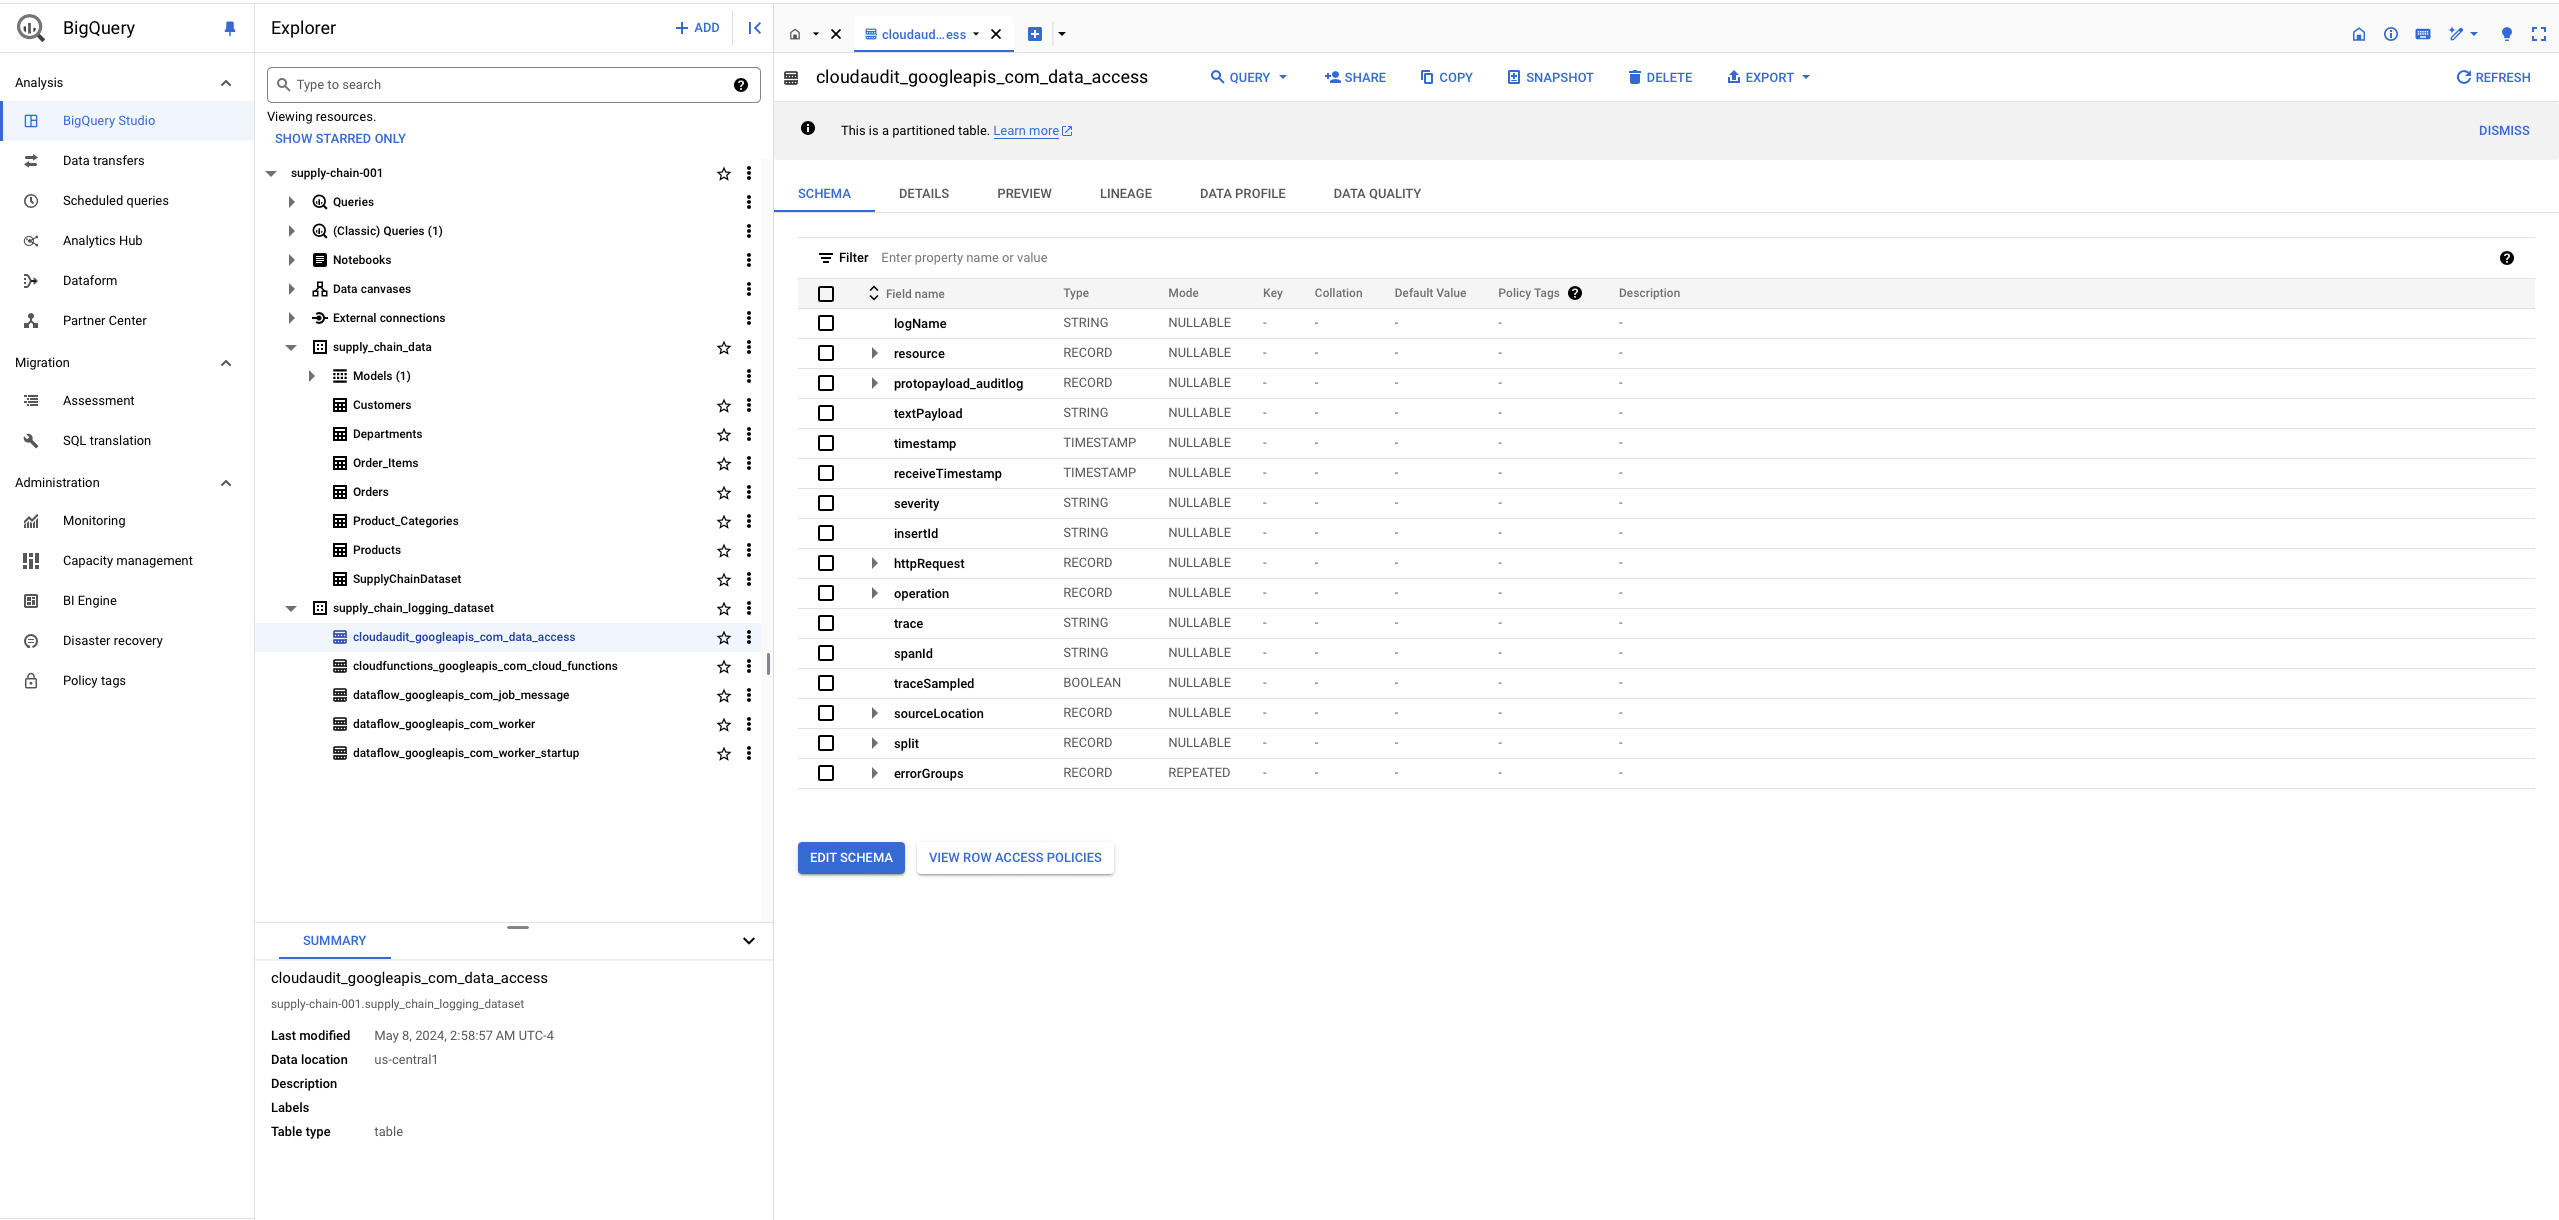 BigQuery
Analysis
BigQuery Studio
Data transfers
Scheduled queries
Analytics Hub
Dataform
Partner Center
Migration
Assessment
SQL translation
Administration
Monitoring
Capacity management
BI Engine
Disaster recovery
Policy tags
Explorer
ADD
Type to search
Viewing resources.
SHOW STARRED ONLY
supply-chain-001
Queries
(Classic) Queries (1)
Notebooks
Data canvases
External connections
supply_chain_data
Models (1)
Customers
Departments
Order_Items
Orders
Product_Categories
Products
SupplyChainDataset
supply_chain_logging_dataset
cloudaudit_googleapis_com_data_access
cloudfunctions_googleapis_com_cloud_functions
dataflow_googleapis_com_job_message
dataflow_googleapis_com_worker
dataflow_googleapis_com_worker_startup
SUMMARY
cloudaudit_googleapis_com_data_access
supply-chain-001.supply_chain_logging_dataset
Last modified May 8, 2024, 2:58:57 AM UTC-4
Data location us-central1
Description
Labels
Table type table
cloudaud...ess
cloudaudit_googleapis_com_data_access QUERY SHARE COPY SNAPSHOT DELETE EXPORT REFRESH
This is a partitioned table. Learn more DISMISS
SCHEMA DETAILS PREVIEW LINEAGE DATA PROFILE DATA QUALITY
Filter Enter property name or value
Field name Type Mode Key Collation Default Value Policy Tags Description
logName STRING NULLABLE - - - - -
resource RECORD NULLABLE - - - - -
protopayload_auditlog RECORD NULLABLE - - - - -
textPayload STRING NULLABLE - - - - -
timestamp TIMESTAMP NULLABLE - - - - -
receiveTimestamp TIMESTAMP NULLABLE - - - - -
severity STRING NULLABLE - - - - -
insertId STRING NULLABLE - - - - -
httpRequest RECORD NULLABLE - - - - -
operation RECORD NULLABLE - - - - -
trace STRING NULLABLE - - - - -
spanId STRING NULLABLE - - - - -
traceSampled BOOLEAN NULLABLE - - - - -
sourceLocation RECORD NULLABLE - - - - -
split RECORD NULLABLE - - - - -
errorGroups RECORD REPEATED - - - - -
EDIT SCHEMA VIEW ROW ACCESS POLICIES